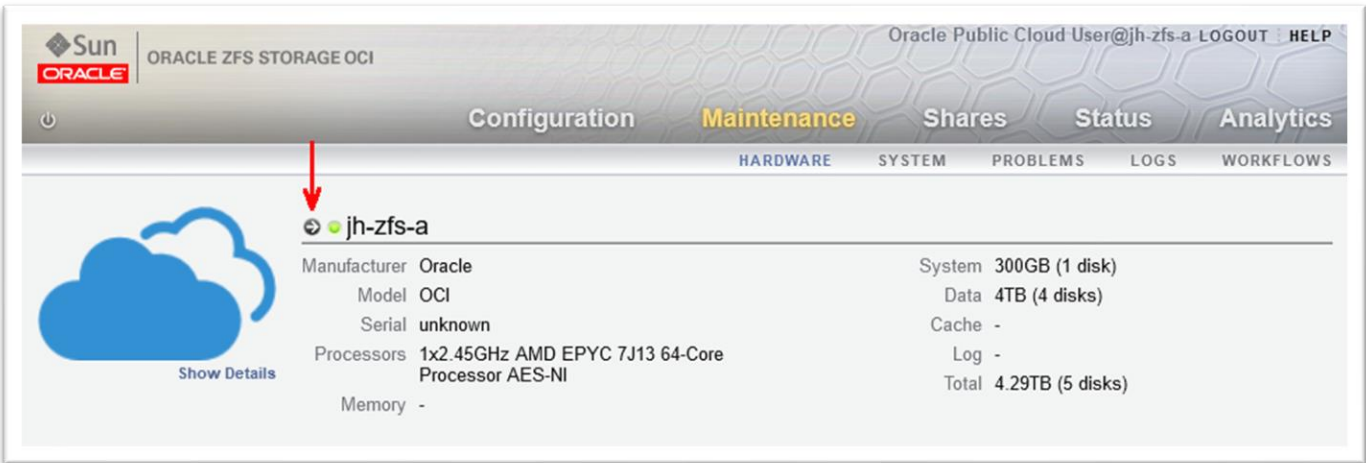 Sun
ORACLE
ORACLE ZFS STORAGE OCI
Oracle Public Cloud User@jh-zfs-a LOGOUT HELP
Configuration Maintenance Shares Status Analytics
HARDWARE SYSTEM PROBLEMS LOGS WORKFLOWS
jh-zfs-a
Manufacturer Oracle
Model OCI
Serial unknown
Processors 1x2.45GHz AMD EPYC 7J13 64-Core
Processor AES-NI
Memory -
Show Details
System 300GB (1 disk)
Data 4TB (4 disks)
Cache -
Log -
Total 4.29TB (5 disks)